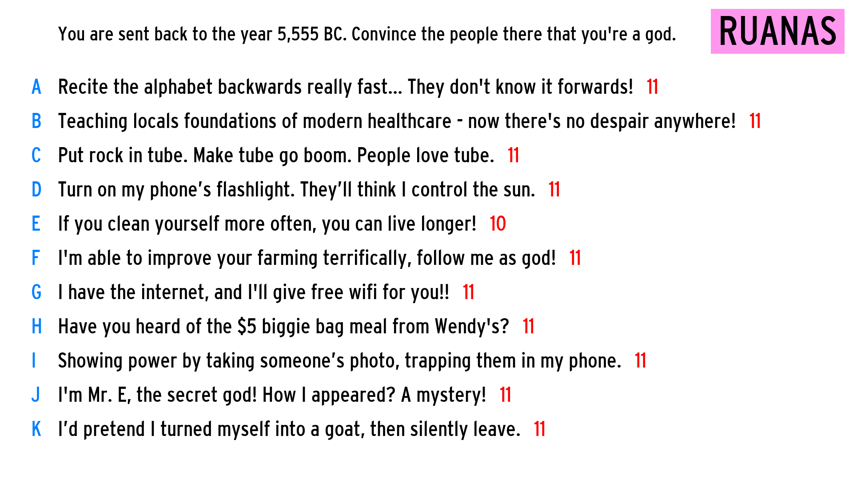 You are sent back to the year 5,555 BC. Convince the people there that you're a god.
RUANAS
A Recite the alphabet backwards really fast... They don't know it forwards! 11
B Teaching locals foundations of modern healthcare - now there's no despair anywhere! 11
C Put rock in tube. Make tube go boom. People love tube. 11
D Turn on my phone’s flashlight. They’ll think I control the sun. 11
E If you clean yourself more often, you can live longer! 10
F I'm able to improve your farming terrifically, follow me as god! 11
G I have the internet, and I'll give free wifi for you!! 11
H Have you heard of the $5 biggie bag meal from Wendy's? 11
I Showing power by taking someone’s photo, trapping them in my phone. 11
J I'm Mr. E, the secret god! How I appeared? A mystery! 11
K I’d pretend I turned myself into a goat, then silently leave. 11